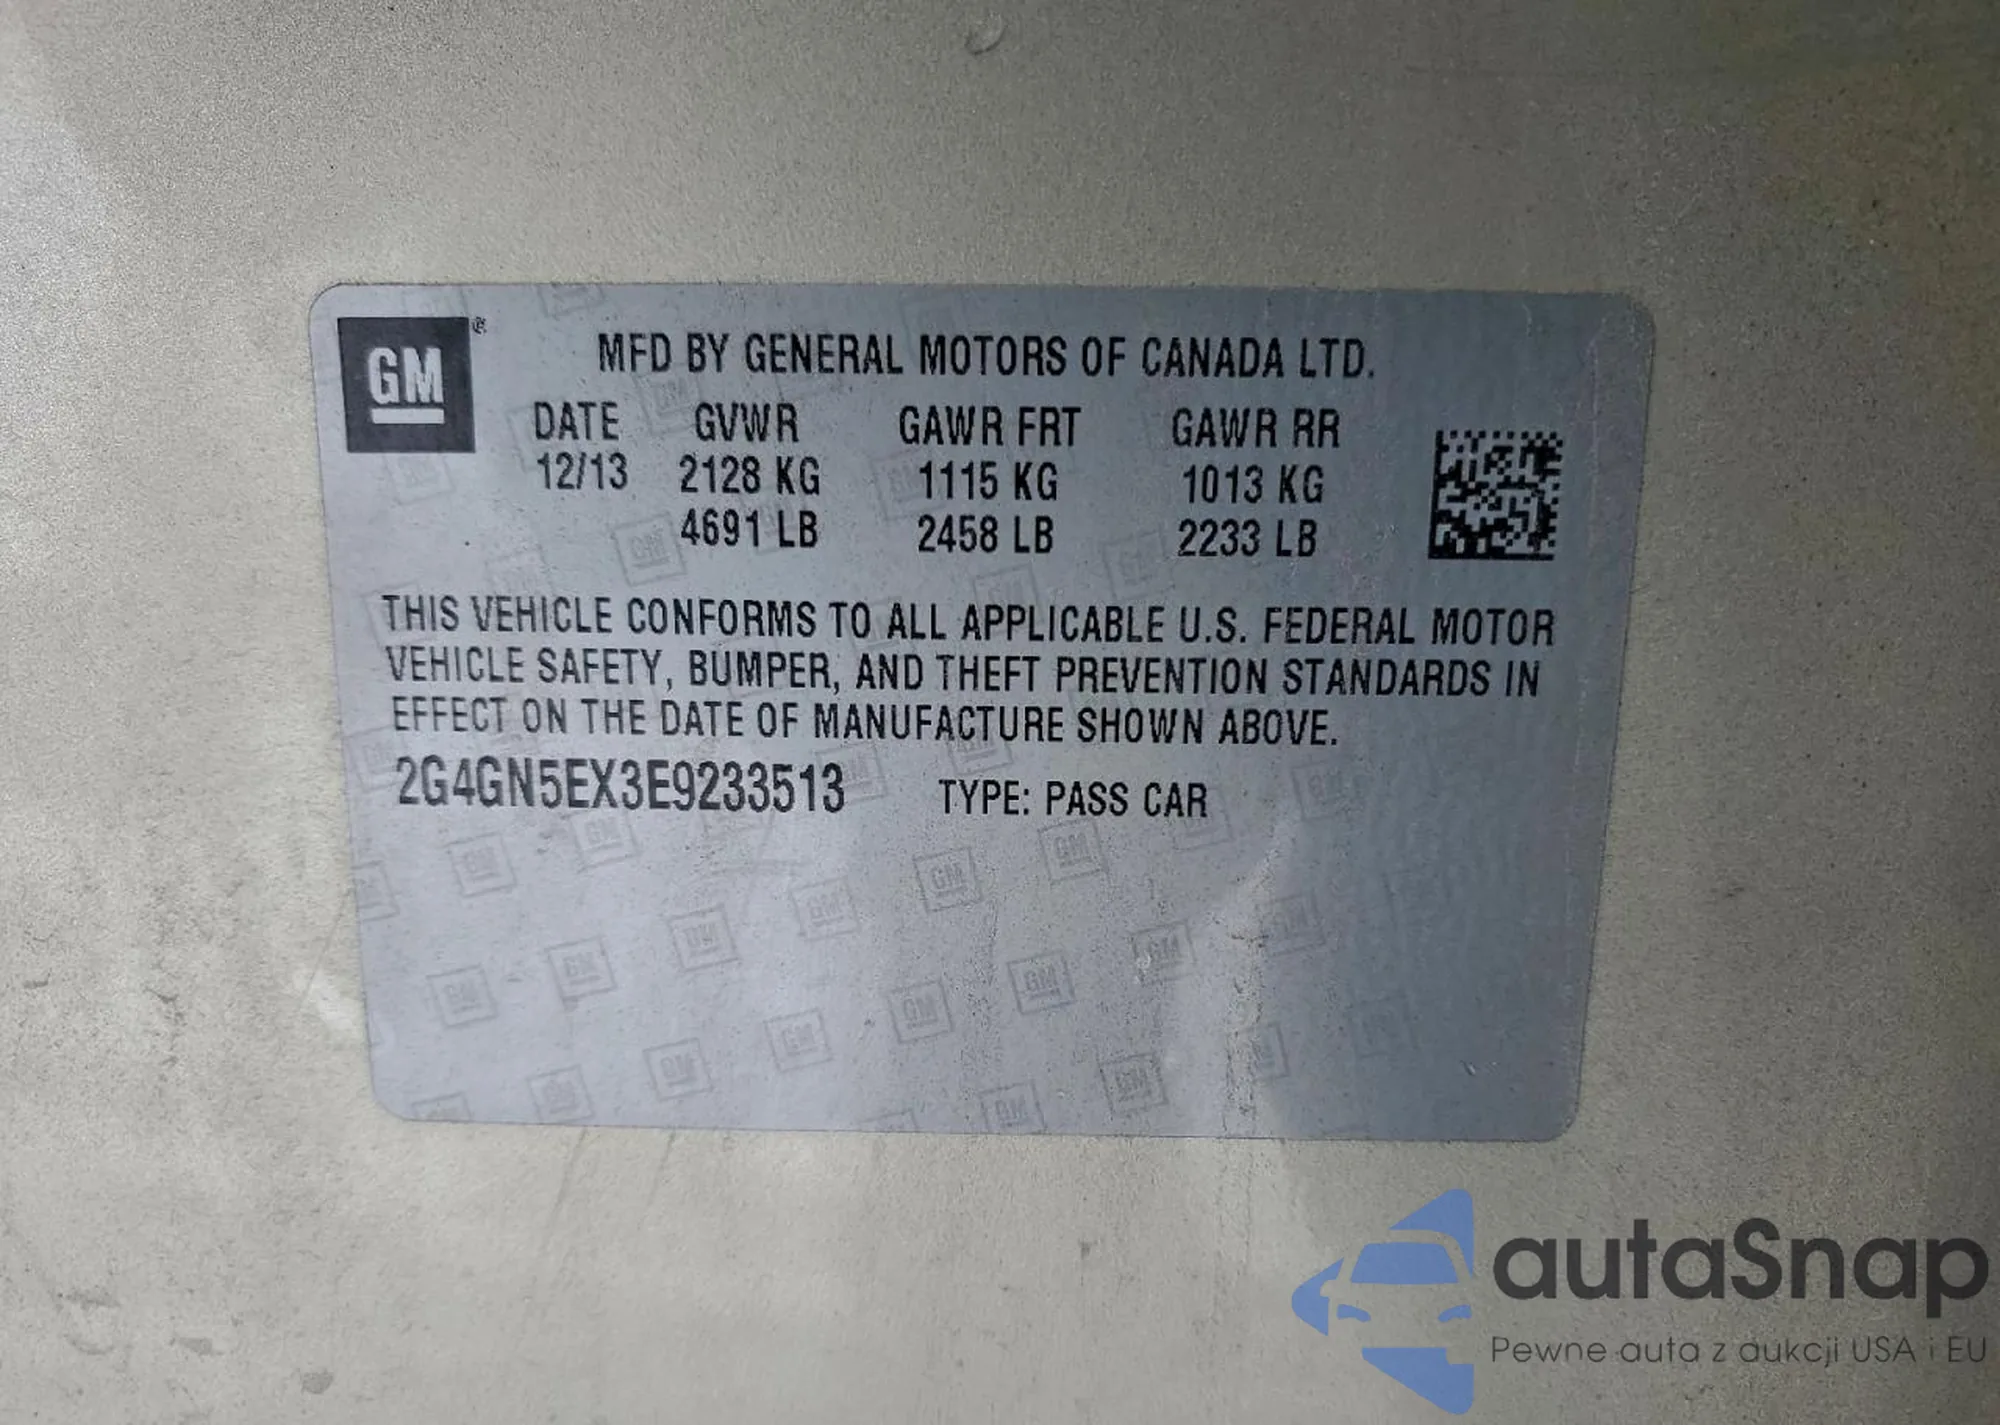 GM ®
MFD BY GENERAL MOTORS OF CANADA LTD.
DATE GVWR GAWR FRT GAWR RR
12/13 2128 KG 1115 KG 1013 KG
4691 LB 2458 LB 2233 LB
THIS VEHICLE CONFORMS TO ALL APPLICABLE U.S. FEDERAL MOTOR
VEHICLE SAFETY, BUMPER, AND THEFT PREVENTION STANDARDS IN
EFFECT ON THE DATE OF MANUFACTURE SHOWN ABOVE.
2G4GN5EX3E9233513 TYPE: PASS CAR
autaSnap
Pewne auta z aukcji USA i EU